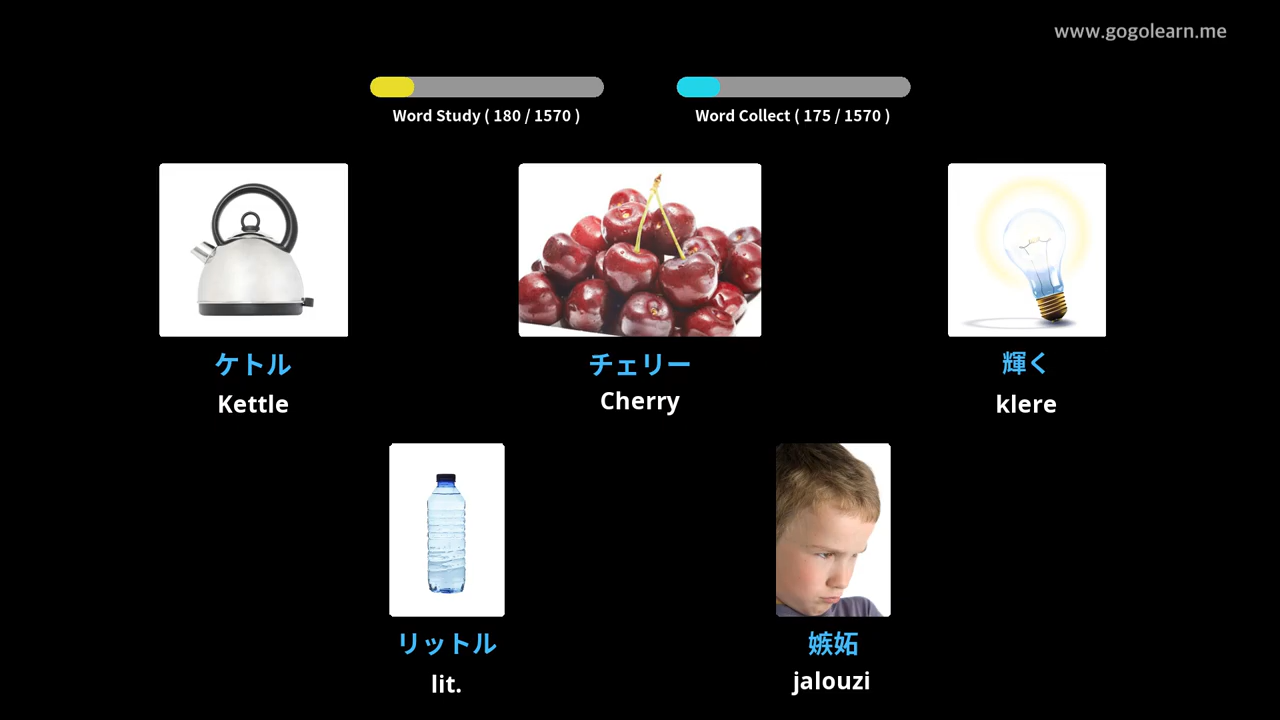 www.gogolearn.me
Word Study ( 180 / 1570 )
Word Collect ( 175 / 1570 )
ケトル
Kettle
チェリー
Cherry
輝く
klere
リットル
lit.
嫉妬
jalouzi